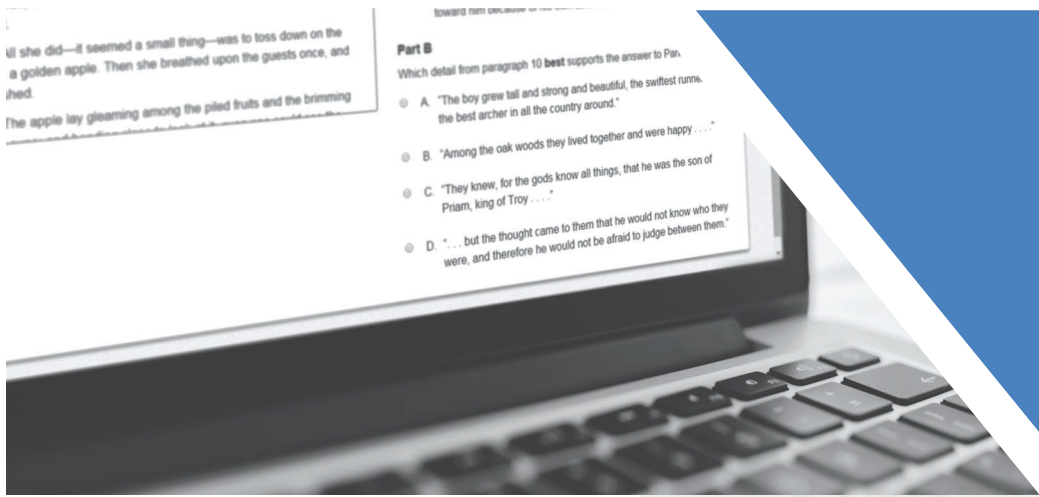 .
ll she did—it seemed a small thing—was to toss down on the
a golden apple. Then she breathed upon the guests once, and
hed.
The apple lay gleaming among the piled fruits and the brimming
toward him because of his
Part B
Which detail from paragraph 10 best supports the answer to Par
A. "The boy grew tall and strong and beautiful, the swiftest runne
the best archer in all the country around."
B. "Among the oak woods they lived together and were happy . . . ."
C. "They knew, for the gods know all things, that he was the son of
Priam, king of Troy . . . ."
D. ". . . but the thought came to them that he would not know who they
were, and therefore he would not be afraid to judge between them."